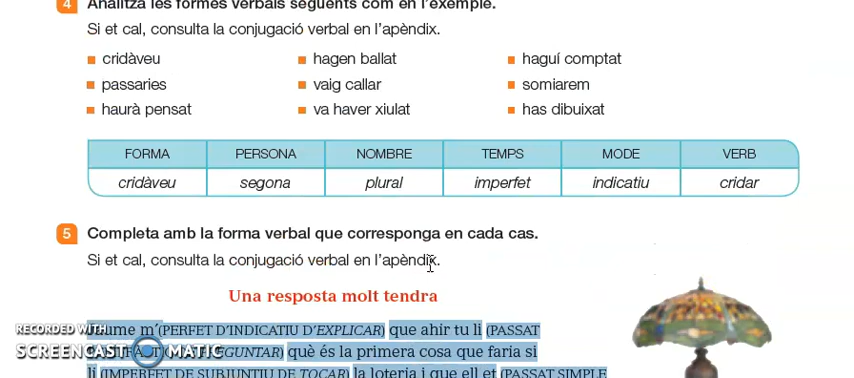 4 Analitza les formes verbals següents com en l'exemple.
Si et cal, consulta la conjugació verbal en l'apèndix.
cridàveu
passaries
haurà pensat
hagen ballat
vaig callar
va haver xiulat
haguí comptat
somiarem
has dibuixat
FORMA PERSONA NOMBRE TEMPS MODE VERB
cridàveu segona plural imperfet indicatiu cridar
5 Completa amb la forma verbal que corresponga en cada cas.
Si et cal, consulta la conjugació verbal en l'apèndix.
Una resposta molt tendra
m'(PERFET D'INDICATIU D'EXPLICAR) que ahir tu li (PASSAT
què és la primera cosa que faria si
li (IMPERFET DE SUBJUNTIU DE TOCAR) la loteria i que ell et (PASSAT SIMPLE
RECORDED WITH
SCREENCAST MATIC